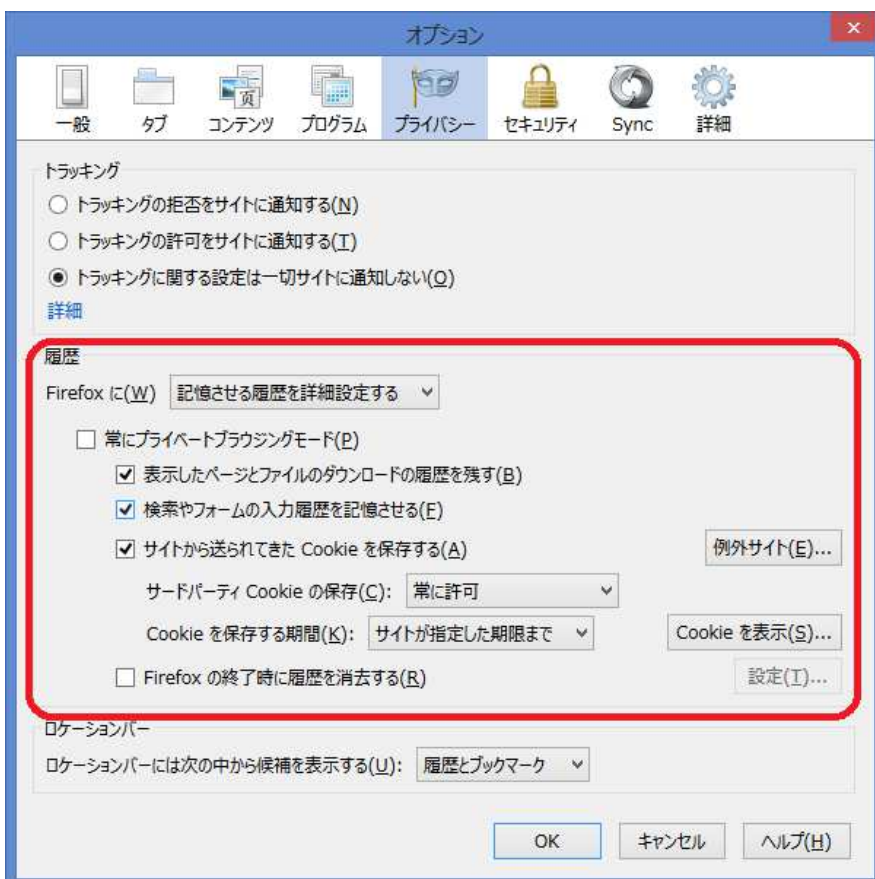 オプション
一般 タブ コンテンツ プログラム プライバシー セキュリティ Sync 詳細
トラッキング
トラッキングの拒否をサイトに通知する(N)
トラッキングの許可をサイトに通知する(T)
トラッキングに関する設定は一切サイトに通知しない(O)
詳細
履歴
Firefox に(W) 記憶させる履歴を詳細設定する
常にプライベートブラウジングモード(P)
表示したページとファイルのダウンロードの履歴を残す(B)
検索やフォームの入力履歴を記憶させる(F)
サイトから送られてきた Cookie を保存する(A) 例外サイト(E)...
サードパーティ Cookie の保存(C): 常に許可
Cookie を保存する期間(K): サイトが指定した期限まで Cookie を表示(S)...
Firefox の終了時に履歴を消去する(R) 設定(T)...
ロケーションバー
ロケーションバーには次の中から候補を表示する(U): 履歴とブックマーク
OK キャンセル ヘルプ(H)